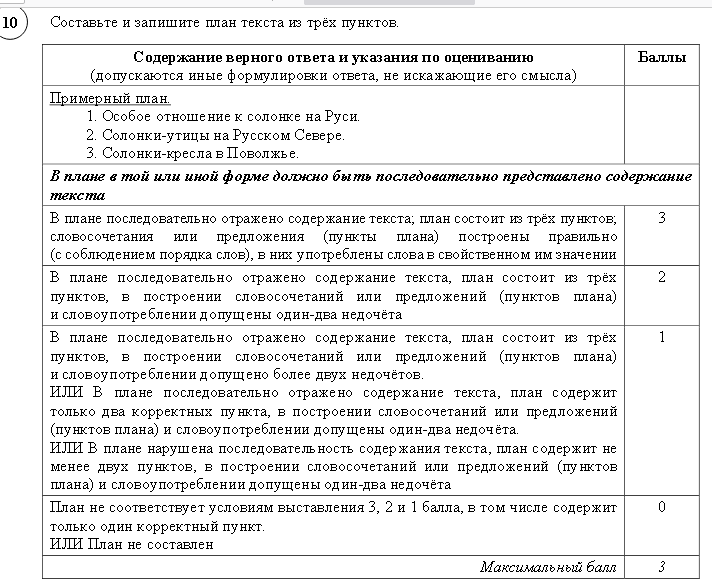 10 Составьте и запишите план текста из трёх пунктов.
Содержание верного ответа и указания по оцениванию
(допускаются иные формулировки ответа, не искажающие его смысла)
Баллы
Примерный план.
1. Особое отношение к солонке на Руси.
2. Солонки-утицы на Русском Севере.
3. Солонки-кресла в Поволжье.
В плане в той или иной форме должно быть последовательно представлено содержание
текста
В плане последовательно отражено содержание текста; план состоит из трёх пунктов;
словосочетания или предложения (пункты плана) построены правильно
(с соблюдением порядка слов), в них употреблены слова в свойственном им значении
3
В плане последовательно отражено содержание текста, план состоит из трёх
пунктов, в построении словосочетаний или предложений (пунктов плана)
и словоупотреблении допущены один-два недочёта
2
В плане последовательно отражено содержание текста, план состоит из трёх
пунктов, в построении словосочетаний или предложений (пунктов плана)
и словоупотреблении допущено более двух недочётов.
ИЛИ В плане последовательно отражено содержание текста, план содержит
только два корректных пункта, в построении словосочетаний или предложений
(пунктов плана) и словоупотреблении допущены один-два недочёта.
ИЛИ В плане нарушена последовательность содержания текста, план содержит не
менее двух пунктов, в построении словосочетаний или предложений (пунктов
плана) и словоупотреблении допущены один-два недочёта
1
План не соответствует условиям выставления 3, 2 и 1 балла, в том числе содержит
только один корректный пункт.
ИЛИ План не составлен
0
Максимальный балл
3